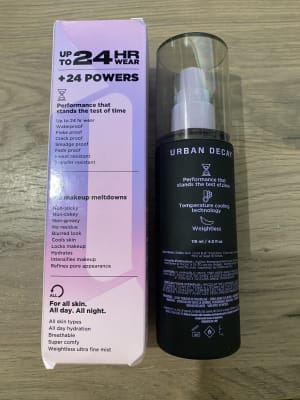 UP TO 24 HR WEAR
+24 POWERS
Performance that
stands the test of time
Up to 24 hr wear
Waterproof
Flake proof
Crack proof
Smudge proof
Fade proof
Sweat resistant
Transfer resistant
makeup meltdowns
Non-sticky
Non-cakey
Non-greasy
No residue
Blurred look
Cools skin
Locks makeup
Hydrates
Intensifies makeup
Refines pore appearance
ALL
For all skin.
All day. All night.
All skin types
All day hydration
Breathable
Super comfy
Weightless ultra fine mist
URBAN DECAY
Performance that
stands the test of time
Temperature cooling
technology
Weightless
118 ml / 4.0 fl.oz